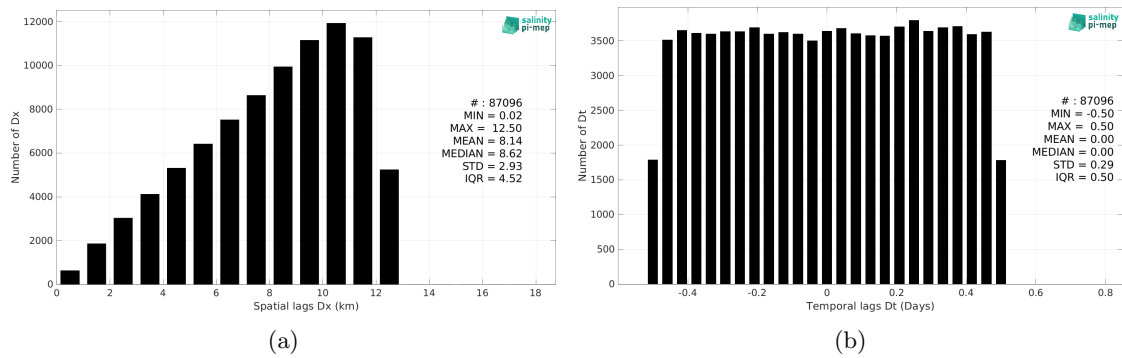 12000
10000
8000
6000
4000
2000
0
Number of Dx
salinity
pi-mep
# : 87096
MIN = 0.02
MAX = 12.50
MEAN = 8.14
MEDIAN = 8.62
STD = 2.93
IQR = 4.52
0 2 4 6 8 10 12 14 16 18
Spatial lags Dx (km)
(a)
3500
3000
2500
2000
1500
1000
500
0
Number of Dt
salinity
pi-mep
# : 87096
MIN = -0.50
MAX = 0.50
MEAN = 0.00
MEDIAN = 0.00
STD = 0.29
IQR = 0.50
-0.4 -0.2 0 0.2 0.4 0.6 0.8
Temporal lags Dt (Days)
(b)